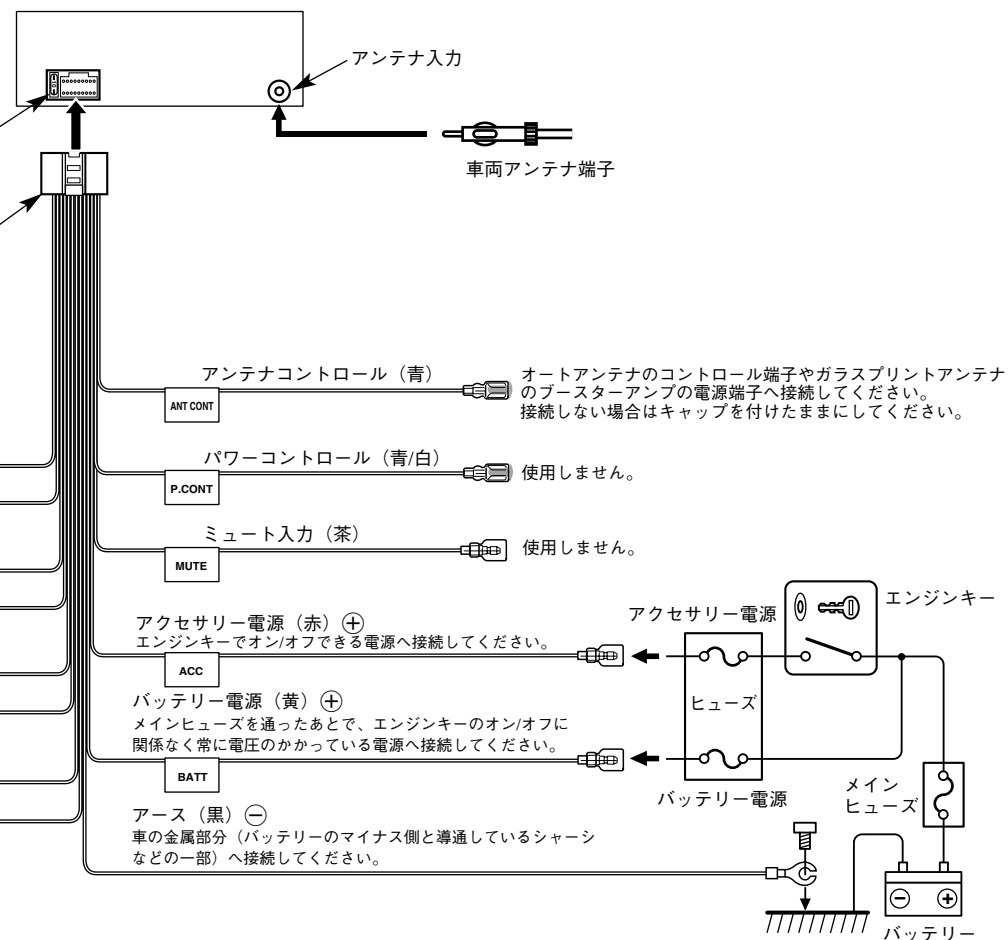 アンテナ入力
車両アンテナ端子
アンテナコントロール（青）
ANT CONT
オートアンテナのコントロール端子やガラスプリントアンテナ
のブースターアンプの電源端子へ接続してください。
接続しない場合はキャップを付けたままにしてください。
パワーコントロール（青/白）
P.CONT
使用しません。
ミュート入力（茶）
MUTE
使用しません。
アクセサリー電源（赤）⊕
エンジンキーでオン/オフできる電源へ接続してください。
ACC
アクセサリー電源
エンジンキー
ヒューズ
バッテリー電源（黄）⊕
メインヒューズを通ったあとで、エンジンキーのオン/オフに
関係なく常に電圧のかかっている電源へ接続してください。
BATT
バッテリー電源
メイン
ヒューズ
アース（黒）⊖
車の金属部分（バッテリーのマイナス側と導通しているシャーシ
などの一部）へ接続してください。
⊖ ⊕
バッテリー